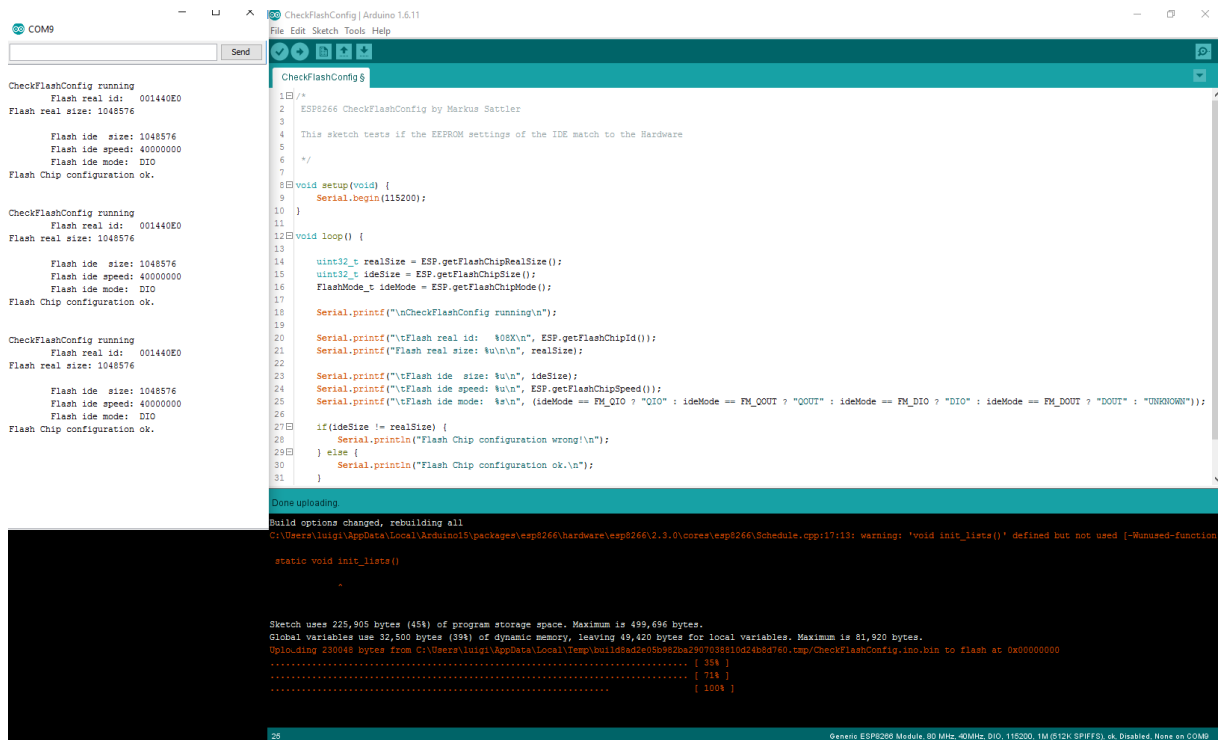 COM9
Send
CheckFlashConfig running
Flash real id: 001440E0
Flash real size: 1048576
Flash ide size: 1048576
Flash ide speed: 40000000
Flash ide mode: DIO
Flash Chip configuration ok.
CheckFlashConfig running
Flash real id: 001440E0
Flash real size: 1048576
Flash ide size: 1048576
Flash ide speed: 40000000
Flash ide mode: DIO
Flash Chip configuration ok.
CheckFlashConfig running
Flash real id: 001440E0
Flash real size: 1048576
Flash ide size: 1048576
Flash ide speed: 40000000
Flash ide mode: DIO
Flash Chip configuration ok.
CheckFlashConfig | Arduino 1.6.11
File Edit Sketch Tools Help
CheckFlashConfig §
1 /*
2 ESP8266 CheckFlashConfig by Markus Sattler
3
4 This sketch tests if the EEPROM settings of the IDE match to the Hardware
5
6 */
7
8 void setup(void) {
9 Serial.begin(115200);
10 }
11
12 void loop() {
13
14 uint32_t realSize = ESP.getFlashChipRealSize();
15 uint32_t ideSize = ESP.getFlashChipSize();
16 FlashMode_t ideMode = ESP.getFlashChipMode();
17
18 Serial.printf("\nCheckFlashConfig running\n");
19
20 Serial.printf("\tFlash real id: %08X\n", ESP.getFlashChipId());
21 Serial.printf("Flash real size: %u\n\n", realSize);
22
23 Serial.printf("\tFlash ide size: %u\n", ideSize);
24 Serial.printf("\tFlash ide speed: %u\n", ESP.getFlashChipSpeed());
25 Serial.printf("\tFlash ide mode: %s\n", (ideMode == FM_QIO ? "QIO" : ideMode == FM_QOUT ? "QOUT" : ideMode == FM_DIO ? "DIO" : ideMode == FM_DOUT ? "DOUT" : "UNKNOWN"));
26
27 if(ideSize != realSize) {
28 Serial.println("Flash Chip configuration wrong!\n");
29 } else {
30 Serial.println("Flash Chip configuration ok.\n");
31 }
Done uploading.
Build options changed, rebuilding all
C:\Users\luigi\AppData\Local\Arduino15\packages\esp8266\hardware\esp8266\2.3.0\cores\esp8266\Schedule.cpp:17:13: warning: 'void init_lists()' defined but not used [-Wunused-function
static void init_lists()
^
Sketch uses 225,905 bytes (45%) of program storage space. Maximum is 499,696 bytes.
Global variables use 32,500 bytes (39%) of dynamic memory, leaving 49,420 bytes for local variables. Maximum is 81,920 bytes.
Uploading 230048 bytes from C:\Users\luigi\AppData\Local\Temp\build8ad2e05b982ba2907038810d24b8d760.tmp/CheckFlashConfig.ino.bin to flash at 0x00000000
................................................................................ [ 35% ]
................................................................................ [ 71% ]
................................................................. [ 100% ]
26
Generic ESP8266 Module, 80 MHz, 40MHz, DIO, 115200, 1M (512K SPIFFS), ck, Disabled, None on COM9